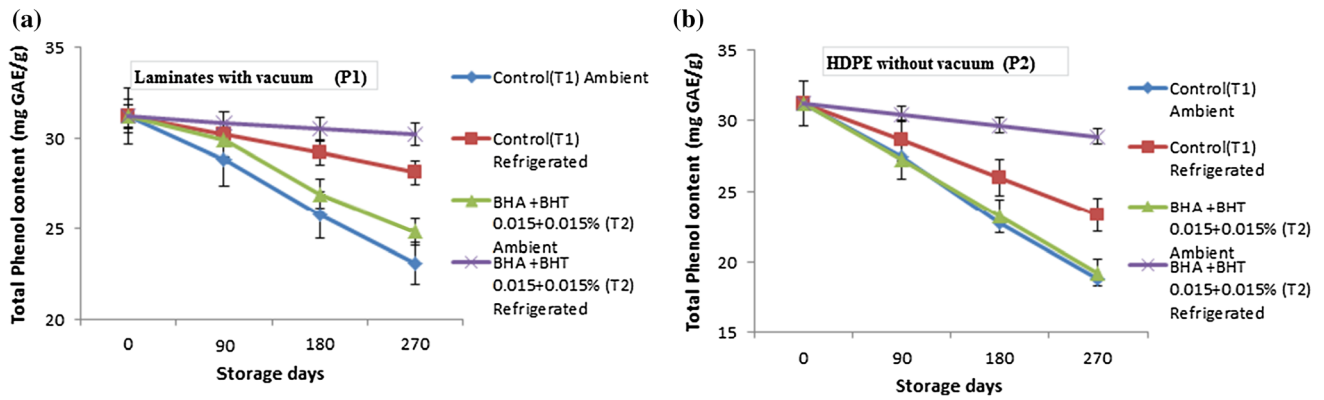 (a)
Total Phenol content (mg GAE/g)
35
30
25
20
Laminates with vacuum (P1)
0 90 180 270
Storage days
Control(T1) Ambient
Control(T1)
Refrigerated
BHA +BHT
0.015+0.015% (T2)
Ambient
BHA +BHT
0.015+0.015% (T2)
Refrigerated
(b)
Total Phenol content (mg GAE/g)
35
30
25
20
15
HDPE without vacuum (P2)
0 90 180 270
Storage days
Control(T1)
Ambient
Control(T1)
Refrigerated
BHA +BHT
0.015+0.015% (T2)
Ambient
BHA +BHT
0.015+0.015% (T2)
Refrigerated